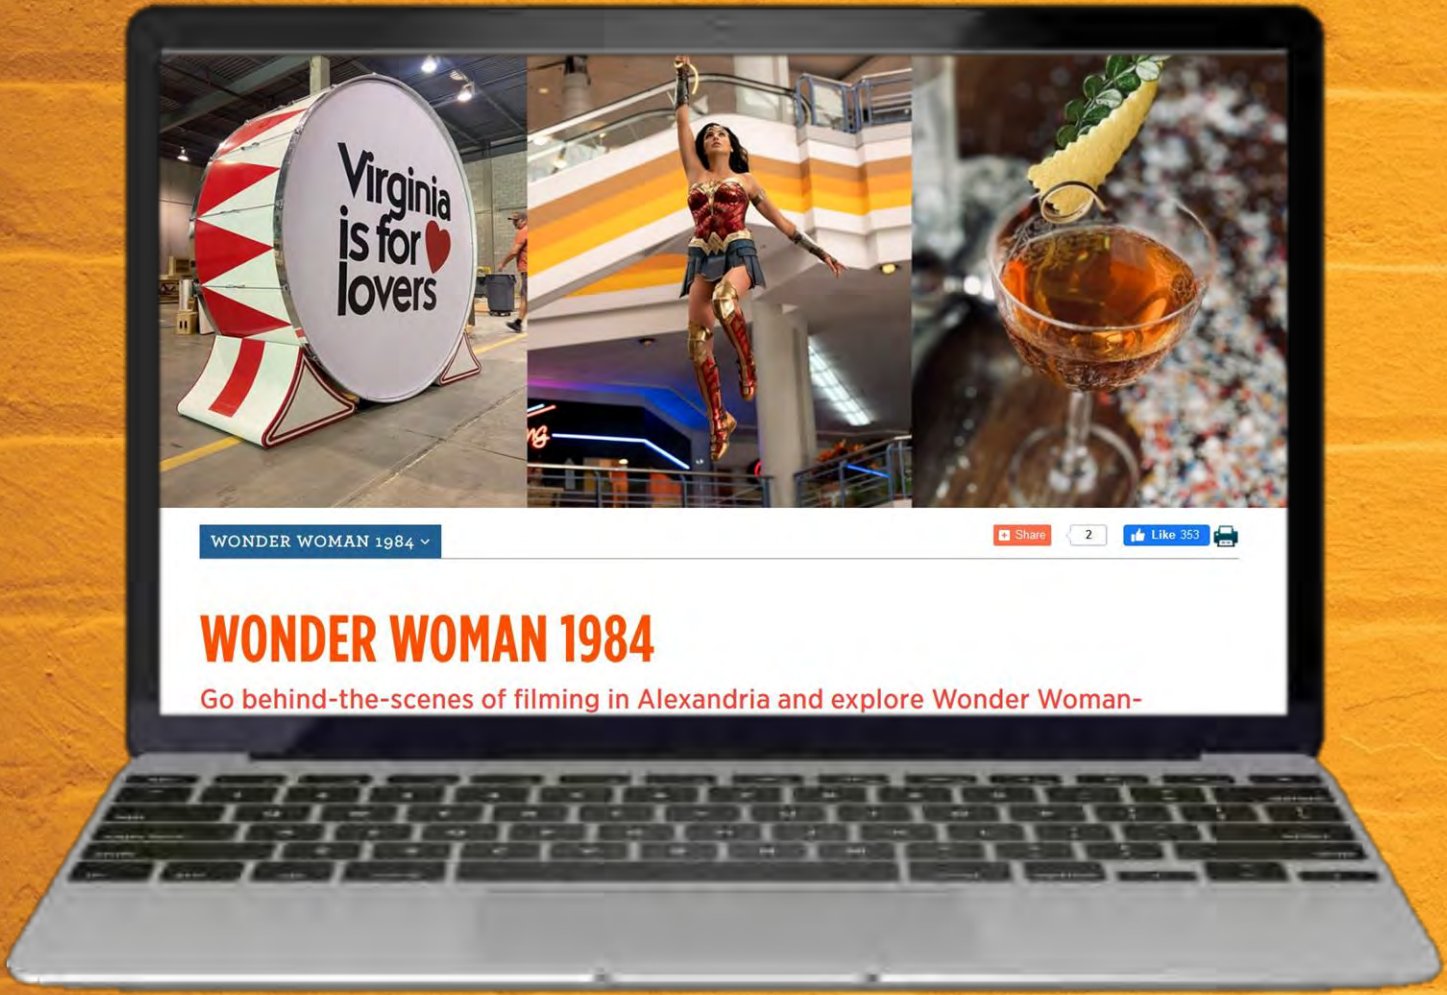 Virginia
is for
lovers
WONDER WOMAN 1984
Share
2
Like 353
WONDER WOMAN 1984
Go behind-the-scenes of filming in Alexandria and explore Wonder Woman-